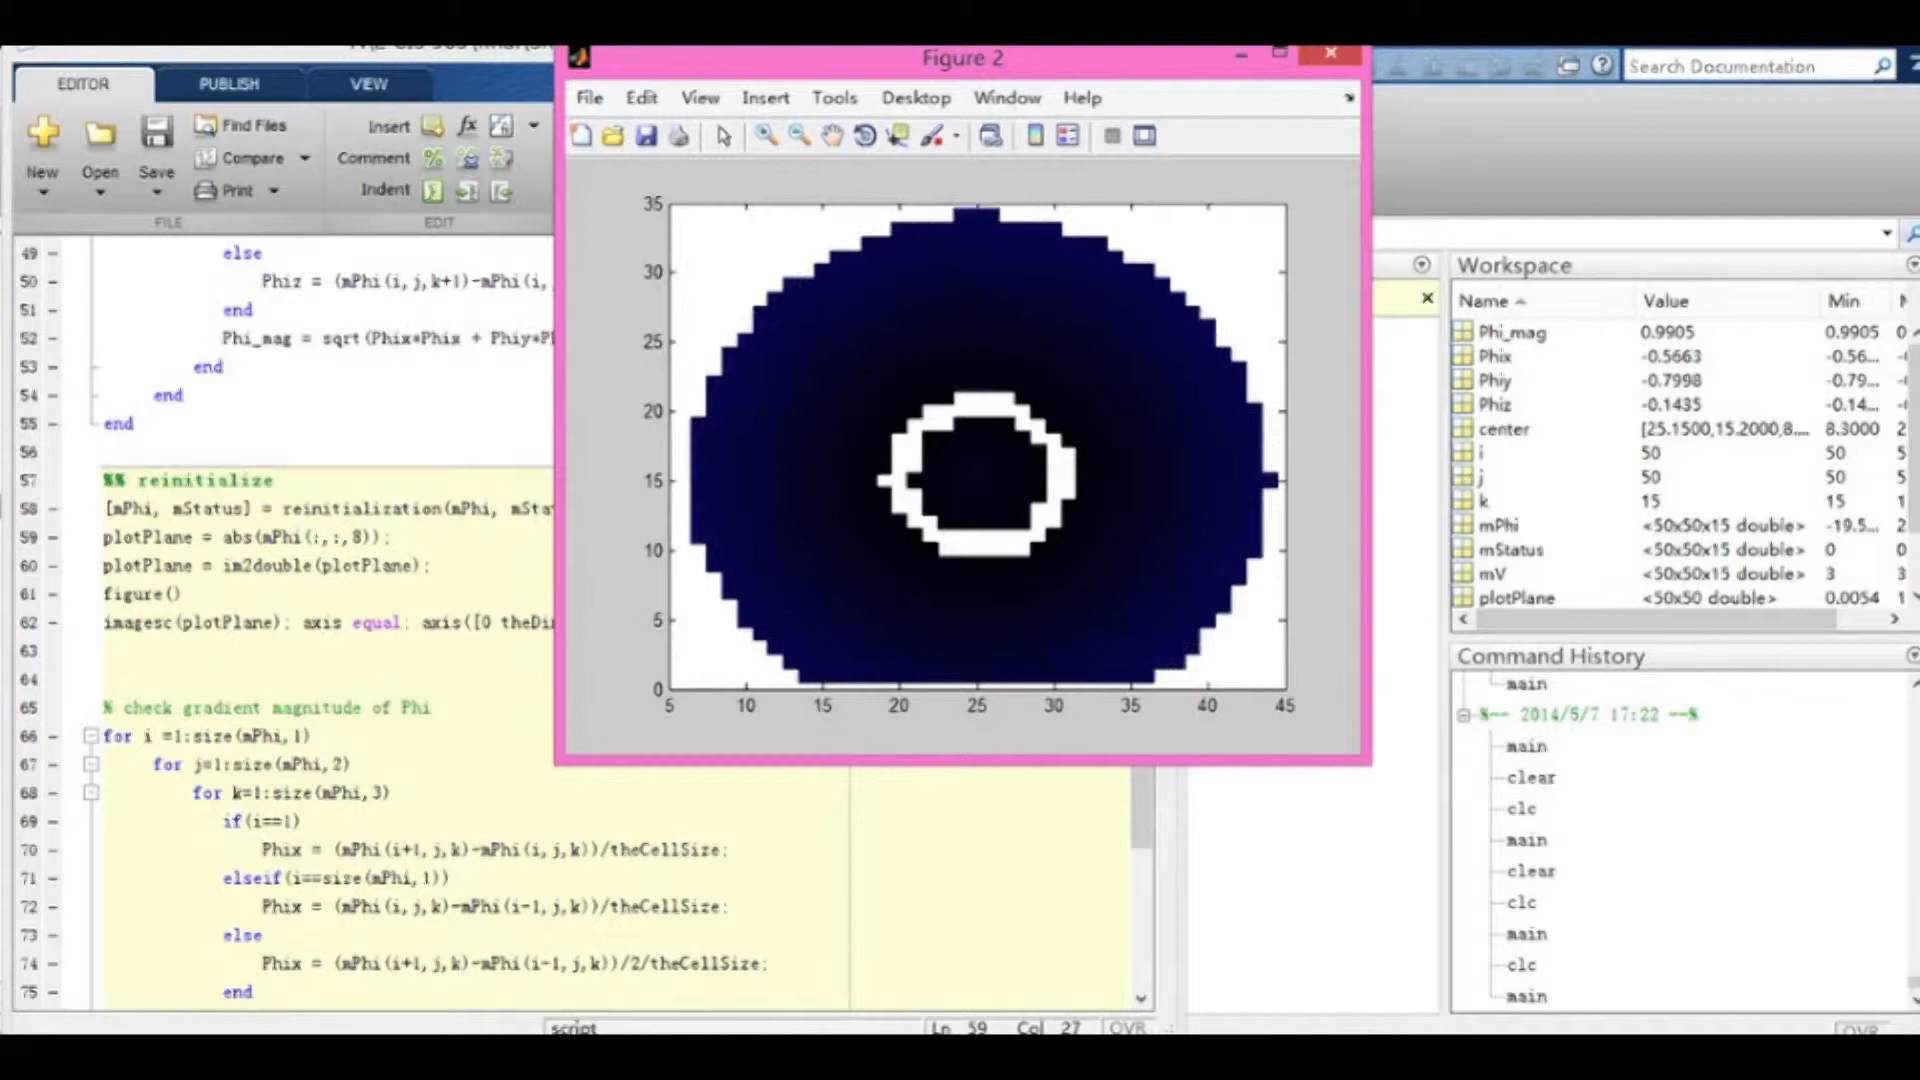 Figure 2
EDITOR PUBLISH VIEW
Search Documentation
File Edit View Insert Tools Desktop Window Help
New Open Save
Find Files
Compare
Print
Insert
Comment
Indent
FILE EDIT
49 else
50 Phiz = (mPhi(i,j,k+1)-mPhi(i,
51 end
52 Phi_mag = sqrt(Phix*Phix + Phiy*P
53 end
54 end
55 end
56
57 %% reinitialize
58 [mPhi, mStatus] = reinitialization(mPhi, mSta
59 plotPlane = abs(mPhi(:,:,8));
60 plotPlane = im2double(plotPlane);
61 figure()
62 imagesc(plotPlane); axis equal; axis([0 theDi
63
64
65 % check gradient magnitude of Phi
66 for i =1:size(mPhi,1)
67 for j=1:size(mPhi,2)
68 for k=1:size(mPhi,3)
69 if(i==1)
70 Phix = (mPhi(i+1,j,k)-mPhi(i,j,k))/theCellSize;
71 elseif(i==size(mPhi,1))
72 Phix = (mPhi(i,j,k)-mPhi(i-1,j,k))/theCellSize;
73 else
74 Phix = (mPhi(i+1,j,k)-mPhi(i-1,j,k))/2/theCellSize;
75 end
35
30
25
20
15
10
5
0
5 10 15 20 25 30 35 40 45
Workspace
Name Value Min
Phi_mag 0.9905 0.9905
Phix -0.5663 -0.56...
Phiy -0.7998 -0.79...
Phiz -0.1435 -0.14...
center [25.1500,15.2000,8.... 8.3000
i 50 50
j 50 50
k 15 15
mPhi <50x50x15 double> -19.5...
mStatus <50x50x15 double> 0
mV <50x50x15 double> 3
plotPlane <50x50 double> 0.0054
Command History
main
%-- 2014/5/7 17:22 --%
main
clear
clc
main
clear
clc
main
clc
main
script Ln 59 Col 27 OVR
OVR